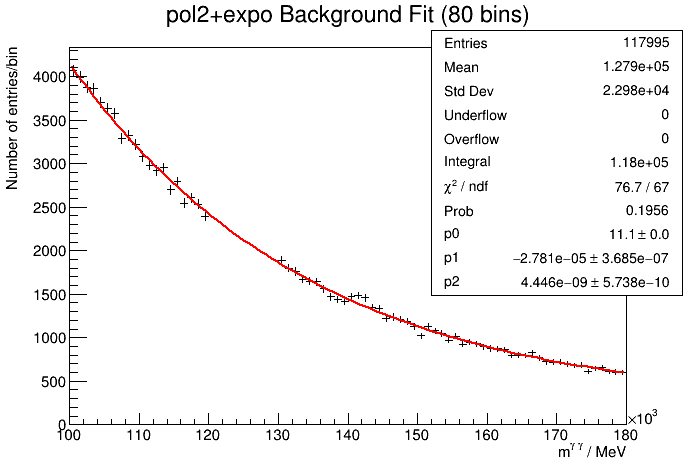 pol2+expo Background Fit (80 bins)
Number of entries/bin
Entries 117995
Mean 1.279e+05
Std Dev 2.298e+04
Underflow 0
Overflow 0
Integral 1.18e+05
χ² / ndf 76.7 / 67
Prob 0.1956
p0 11.1 ± 0.0
p1 −2.781e−05 ± 3.685e−07
p2 4.446e−09 ± 5.738e−10
4000
3500
3000
2500
2000
1500
1000
500
0
100 110 120 130 140 150 160 170 180
×10³
m^γγ / MeV